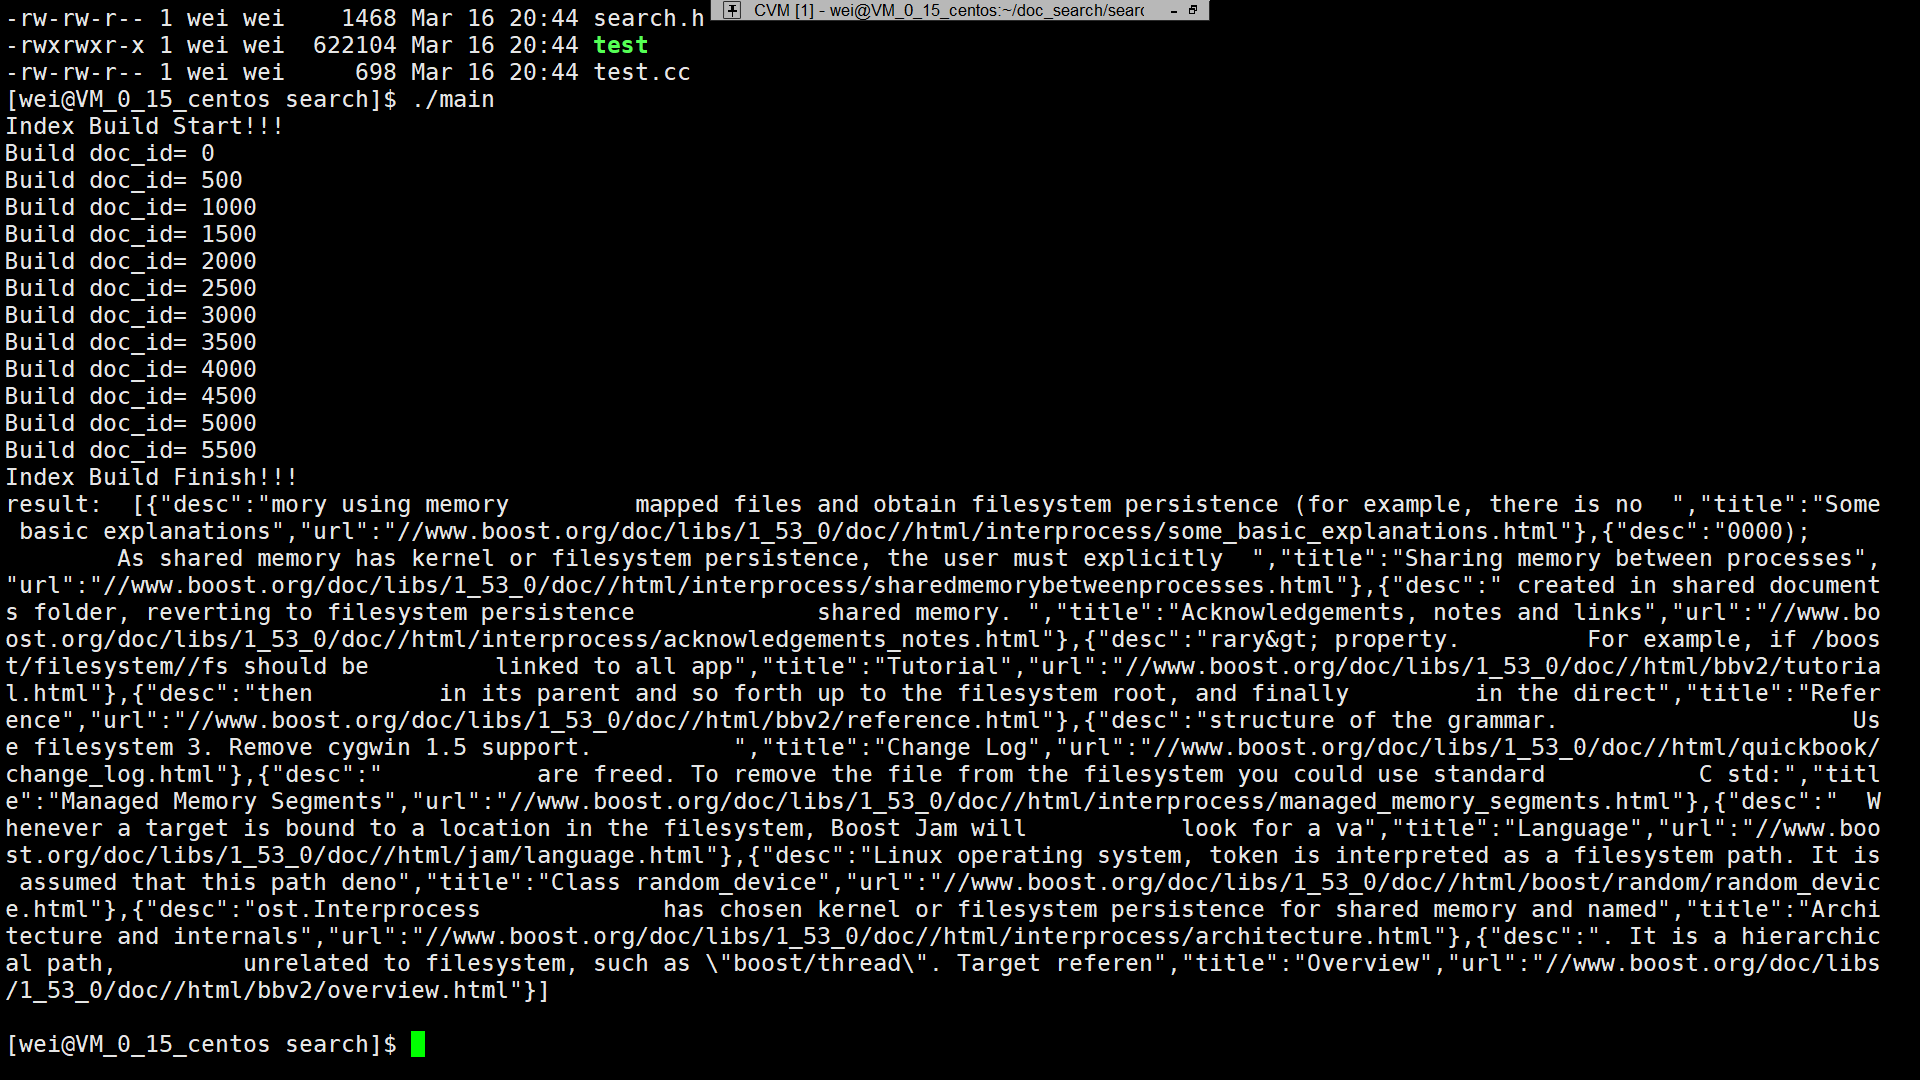 -rw-rw-r-- 1 wei wei    1468 Mar 16 20:44 search.h
CVM [1] - wei@VM_0_15_centos:~/doc_search/searc
-rwxrwxr-x 1 wei wei  622104 Mar 16 20:44 test
-rw-rw-r-- 1 wei wei     698 Mar 16 20:44 test.cc
[wei@VM_0_15_centos search]$ ./main
Index Build Start!!!
Build doc_id= 0
Build doc_id= 500
Build doc_id= 1000
Build doc_id= 1500
Build doc_id= 2000
Build doc_id= 2500
Build doc_id= 3000
Build doc_id= 3500
Build doc_id= 4000
Build doc_id= 4500
Build doc_id= 5000
Build doc_id= 5500
Index Build Finish!!!
result:  [{"desc":"mory using memory         mapped files and obtain filesystem persistence (for example, there is no  ","title":"Some
 basic explanations","url":"//www.boost.org/doc/libs/1_53_0/doc//html/interprocess/some_basic_explanations.html"},{"desc":"0000);
        As shared memory has kernel or filesystem persistence, the user must explicitly  ","title":"Sharing memory between processes",
"url":"//www.boost.org/doc/libs/1_53_0/doc//html/interprocess/sharedmemorybetweenprocesses.html"},{"desc":" created in shared document
s folder, reverting to filesystem persistence             shared memory. ","title":"Acknowledgements, notes and links","url":"//www.bo
ost.org/doc/libs/1_53_0/doc//html/interprocess/acknowledgements_notes.html"},{"desc":"rary&gt; property.         For example, if /boos
t/filesystem//fs should be         linked to all app","title":"Tutorial","url":"//www.boost.org/doc/libs/1_53_0/doc//html/bbv2/tutoria
l.html"},{"desc":"then         in its parent and so forth up to the filesystem root, and finally         in the direct","title":"Refer
ence","url":"//www.boost.org/doc/libs/1_53_0/doc//html/bbv2/reference.html"},{"desc":"structure of the grammar.                     Us
e filesystem 3. Remove cygwin 1.5 support.          ","title":"Change Log","url":"//www.boost.org/doc/libs/1_53_0/doc//html/quickbook/
change_log.html"},{"desc":"           are freed. To remove the file from the filesystem you could use standard           C std:","titl
e":"Managed Memory Segments","url":"//www.boost.org/doc/libs/1_53_0/doc//html/interprocess/managed_memory_segments.html"},{"desc":"  W
henever a target is bound to a location in the filesystem, Boost Jam will           look for a va","title":"Language","url":"//www.boo
st.org/doc/libs/1_53_0/doc//html/jam/language.html"},{"desc":"Linux operating system, token is interpreted as a filesystem path. It is
 assumed that this path deno","title":"Class random_device","url":"//www.boost.org/doc/libs/1_53_0/doc//html/boost/random/random_devic
e.html"},{"desc":"ost.Interprocess             has chosen kernel or filesystem persistence for shared memory and named","title":"Archi
tecture and internals","url":"//www.boost.org/doc/libs/1_53_0/doc//html/interprocess/architecture.html"},{"desc":". It is a hierarchic
al path,         unrelated to filesystem, such as \"boost/thread\". Target referen","title":"Overview","url":"//www.boost.org/doc/libs
/1_53_0/doc//html/bbv2/overview.html"}]
[wei@VM_0_15_centos search]$